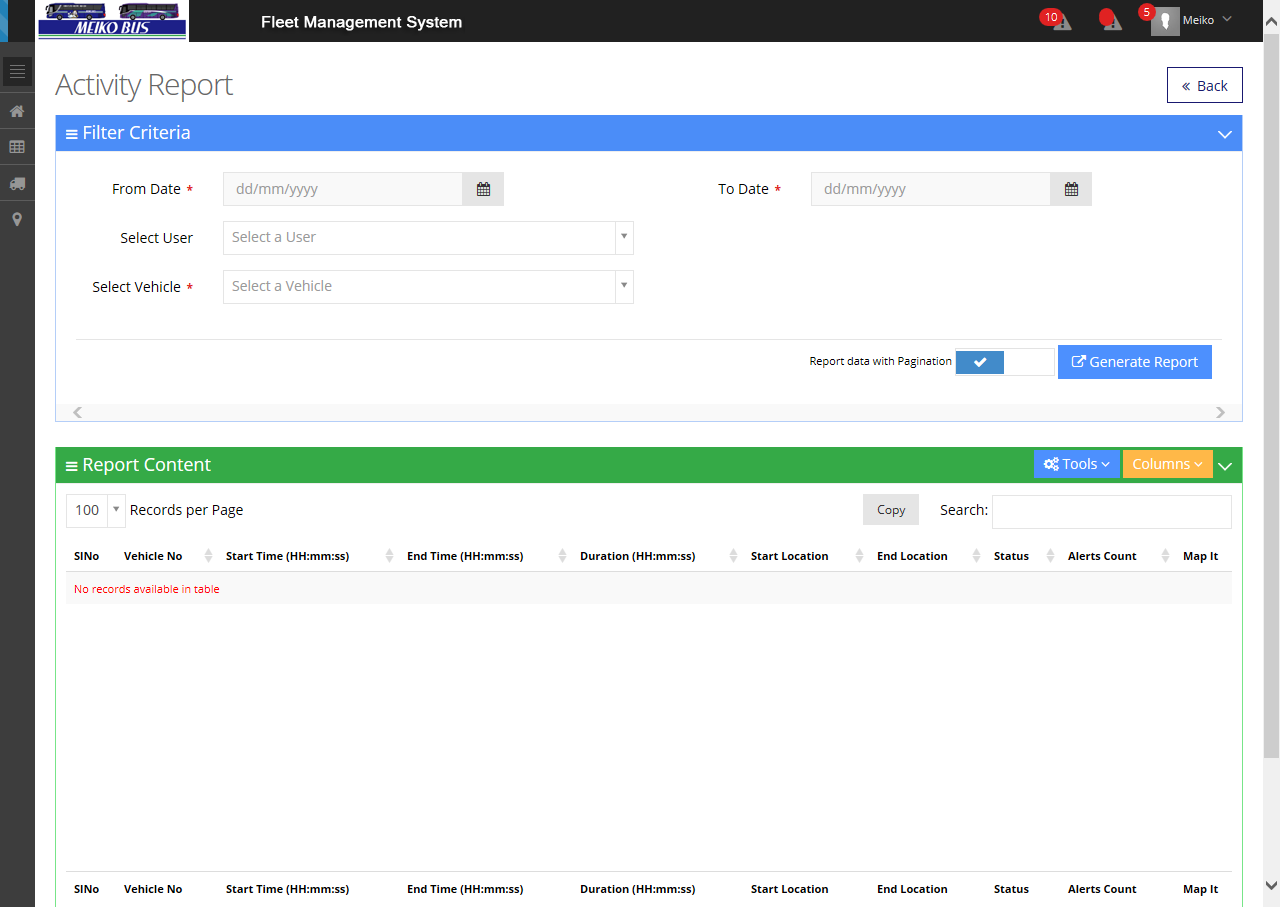 MEIKO BUS
Fleet Management System
10
5
Meiko
Activity Report
« Back
Filter Criteria
From Date *
dd/mm/yyyy
To Date *
dd/mm/yyyy
Select User
Select a User
Select Vehicle *
Select a Vehicle
Report data with Pagination
Generate Report
Report Content
Tools
Columns
100 Records per Page
Copy
Search:
SlNo Vehicle No Start Time (HH:mm:ss) End Time (HH:mm:ss) Duration (HH:mm:ss) Start Location End Location Status Alerts Count Map It
No records available in table
SlNo Vehicle No Start Time (HH:mm:ss) End Time (HH:mm:ss) Duration (HH:mm:ss) Start Location End Location Status Alerts Count Map It